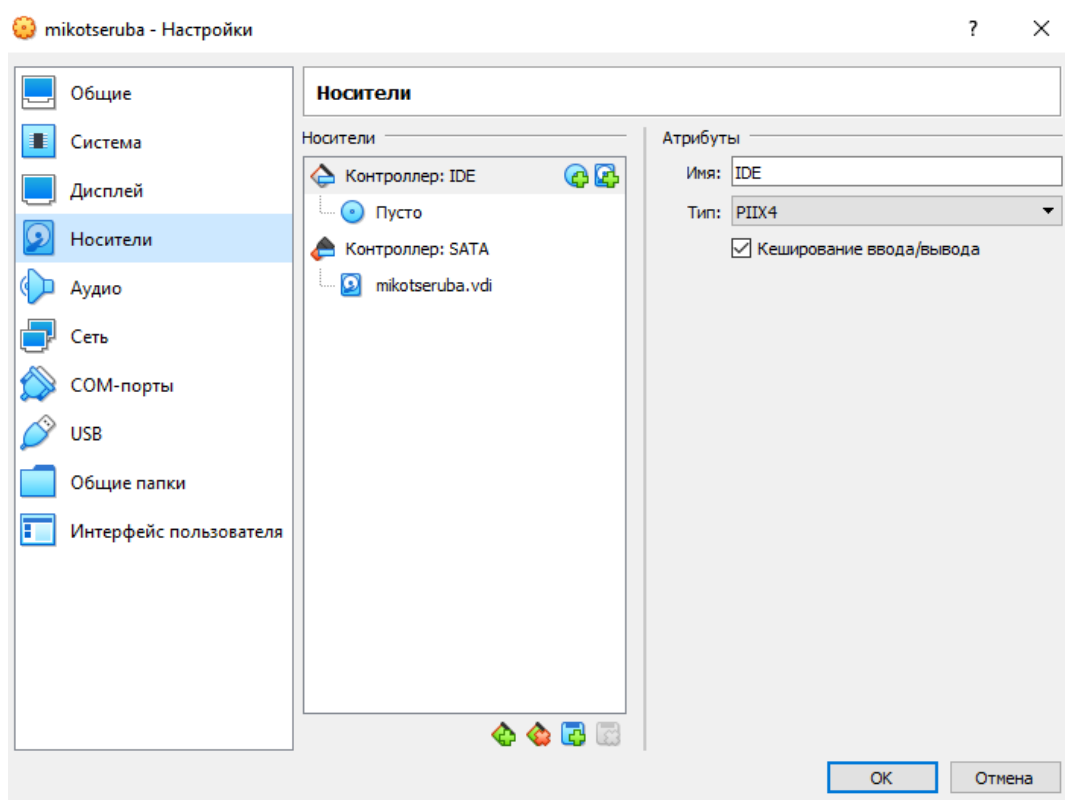 mikotseruba - Настройки
?
Общие
Система
Дисплей
Носители
Аудио
Сеть
COM-порты
USB
Общие папки
Интерфейс пользователя
Носители
Носители
Контроллер: IDE
Пусто
Контроллер: SATA
mikotseruba.vdi
Атрибуты
Имя: IDE
Тип: PIIX4
Кеширование ввода/вывода
OK
Отмена